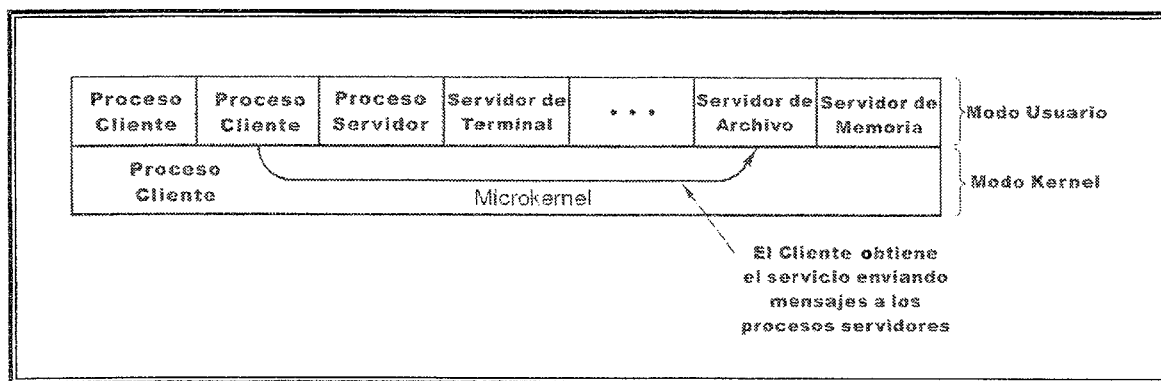 Proceso
Cliente
Proceso
Cliente
Proceso
Servidor
Servidor de
Terminal
• • •
Servidor de
Archivo
Servidor de
Memoria
Modo Usuario
Proceso
Cliente
Microkernel
Modo Kernel
El Cliente obtiene
el servicio enviando
mensajes a los
procesos servidores